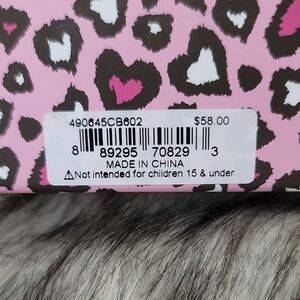 490645CB602 $58.00
8 89295 70829 3
MADE IN CHINA
⚠Not intended for children 15 & under